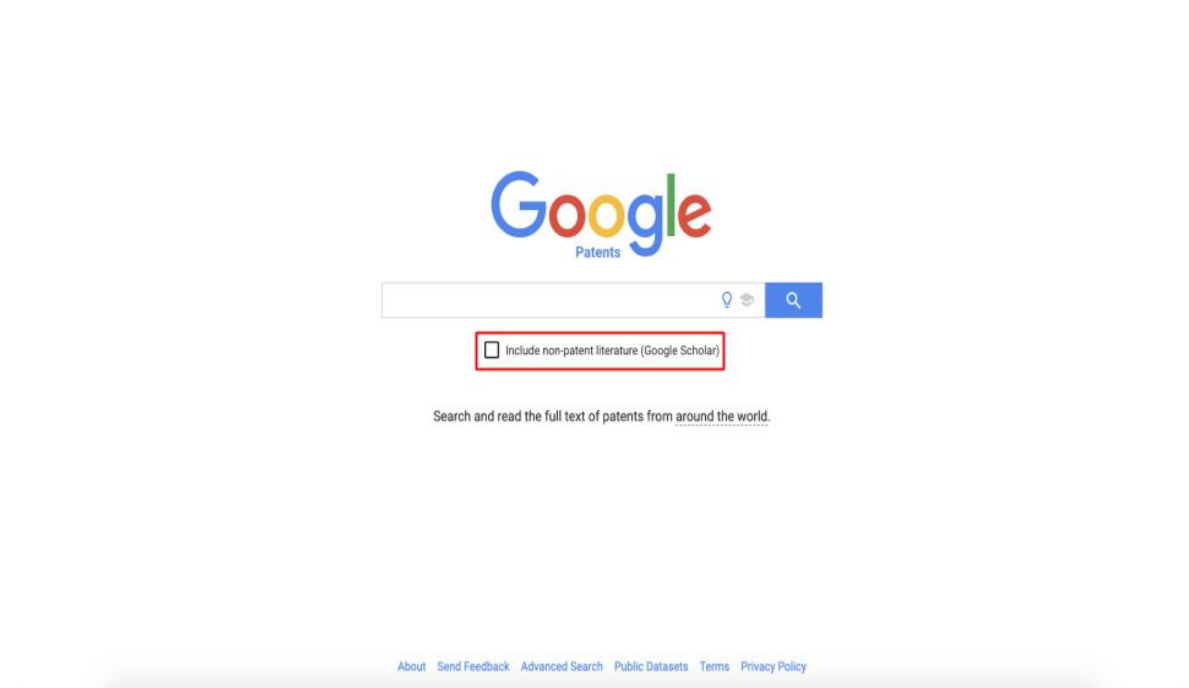 Google
Patents
Include non-patent literature (Google Scholar)
Search and read the full text of patents from around the world.
About Send Feedback Advanced Search Public Datasets Terms Privacy Policy